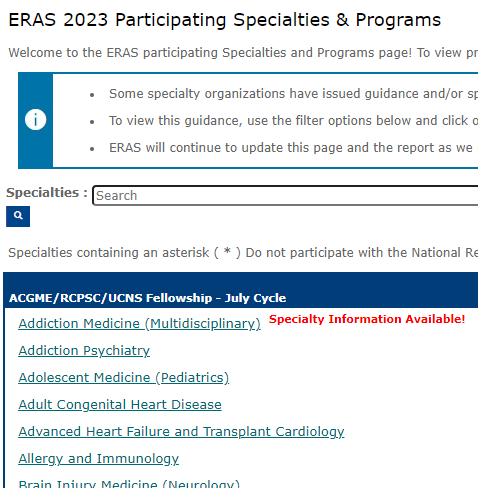 ERAS 2023 Participating Specialties & Programs
Welcome to the ERAS participating Specialties and Programs page! To view
• Some specialty organizations have issued guidance and/or
• To view this guidance, use the filter options below and click
• ERAS will continue to update this page and the report as we
Specialties :
Search
Specialties containing an asterisk ( * ) Do not participate with the National
ACGME/RCPSC/UCNS Fellowship - July Cycle
Addiction Medicine (Multidisciplinary) Specialty Information Available!
Addiction Psychiatry
Adolescent Medicine (Pediatrics)
Adult Congenital Heart Disease
Advanced Heart Failure and Transplant Cardiology
Allergy and Immunology
Brain Injury Medicine (Neurology)